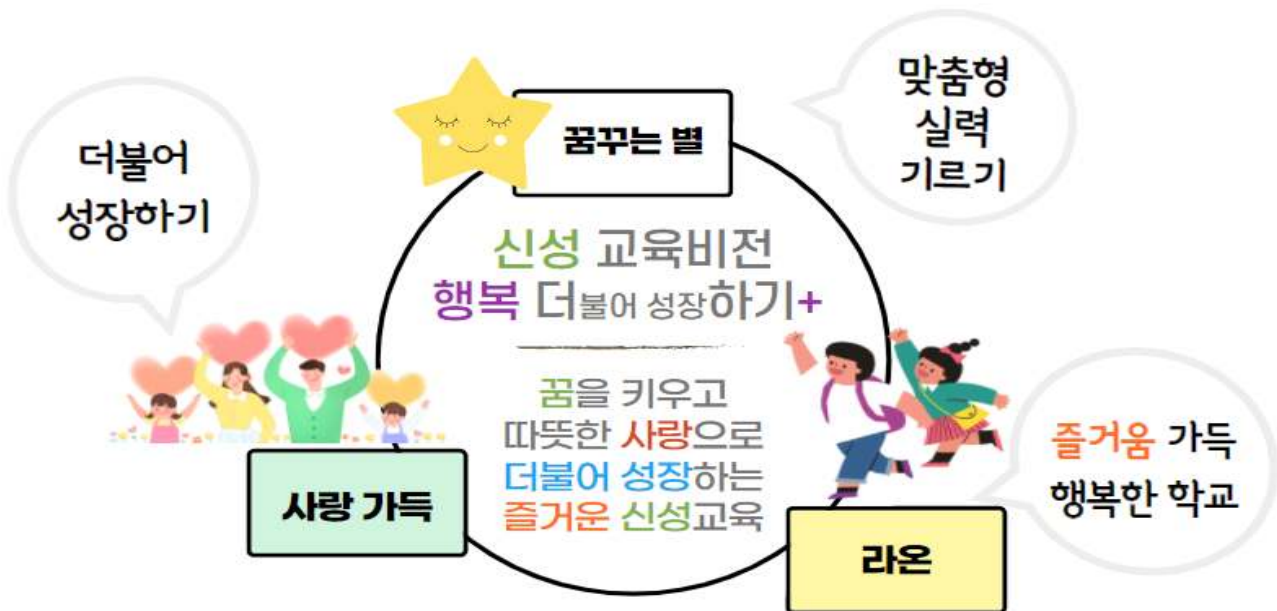 맞춤형
실력
기르기
꿈꾸는 별
더불어
성장하기
신성 교육비전
행복 더불어 성장하기+
꿈을 키우고
따뜻한 사랑으로
더불어 성장하는
즐거운 신성교육
즐거움 가득
행복한 학교
사랑 가득
라온